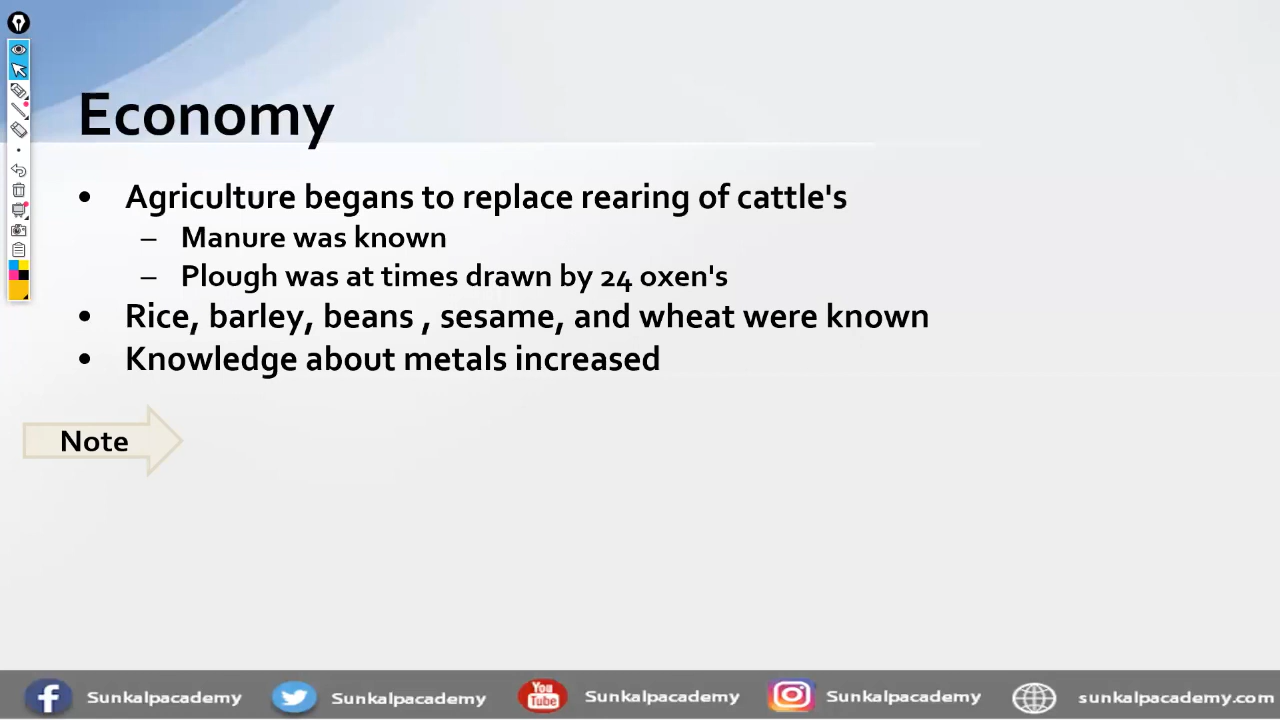 Economy
• Agriculture begans to replace rearing of cattle's
– Manure was known
– Plough was at times drawn by 24 oxen's
• Rice, barley, beans , sesame, and wheat were known
• Knowledge about metals increased
Note
Sunkalpacademy Sunkalpacademy You Tube Sunkalpacademy Sunkalpacademy sunkalpacademy.com